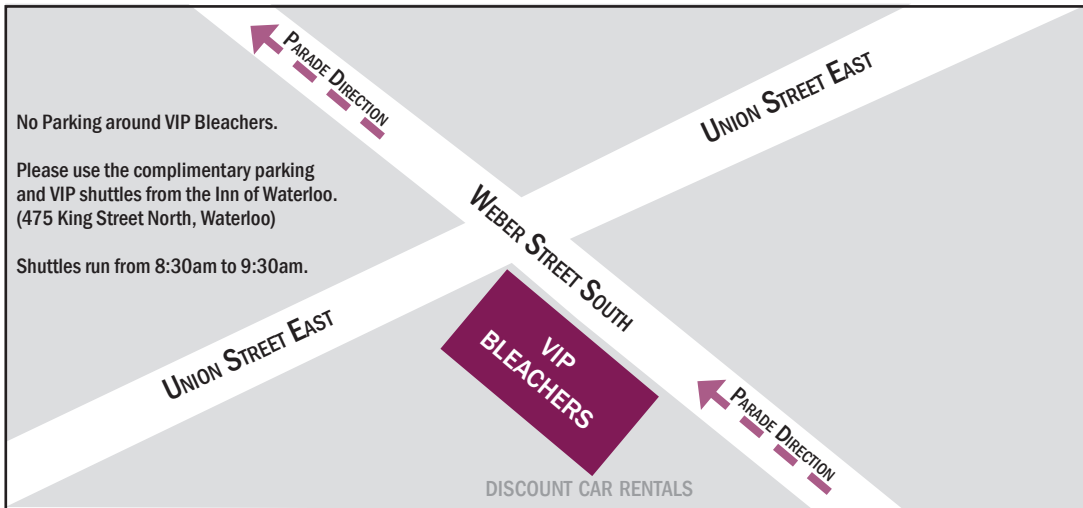 PARADE DIRECTION
UNION STREET EAST
No Parking around VIP Bleachers.
Please use the complimentary parking
and VIP shuttles from the Inn of Waterloo.
(475 King Street North, Waterloo)
Shuttles run from 8:30am to 9:30am.
WEBER STREET SOUTH
UNION STREET EAST
VIP
BLEACHERS
PARADE DIRECTION
DISCOUNT CAR RENTALS